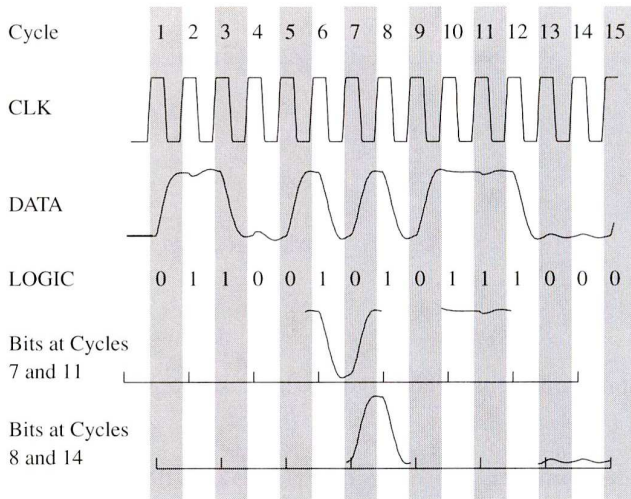 Cycle 1 2 3 4 5 6 7 8 9 10 11 12 13 14 15
CLK
DATA
LOGIC 0 1 1 0 0 1 0 1 0 1 1 1 0 0 0
Bits at Cycles
7 and 11
Bits at Cycles
8 and 14